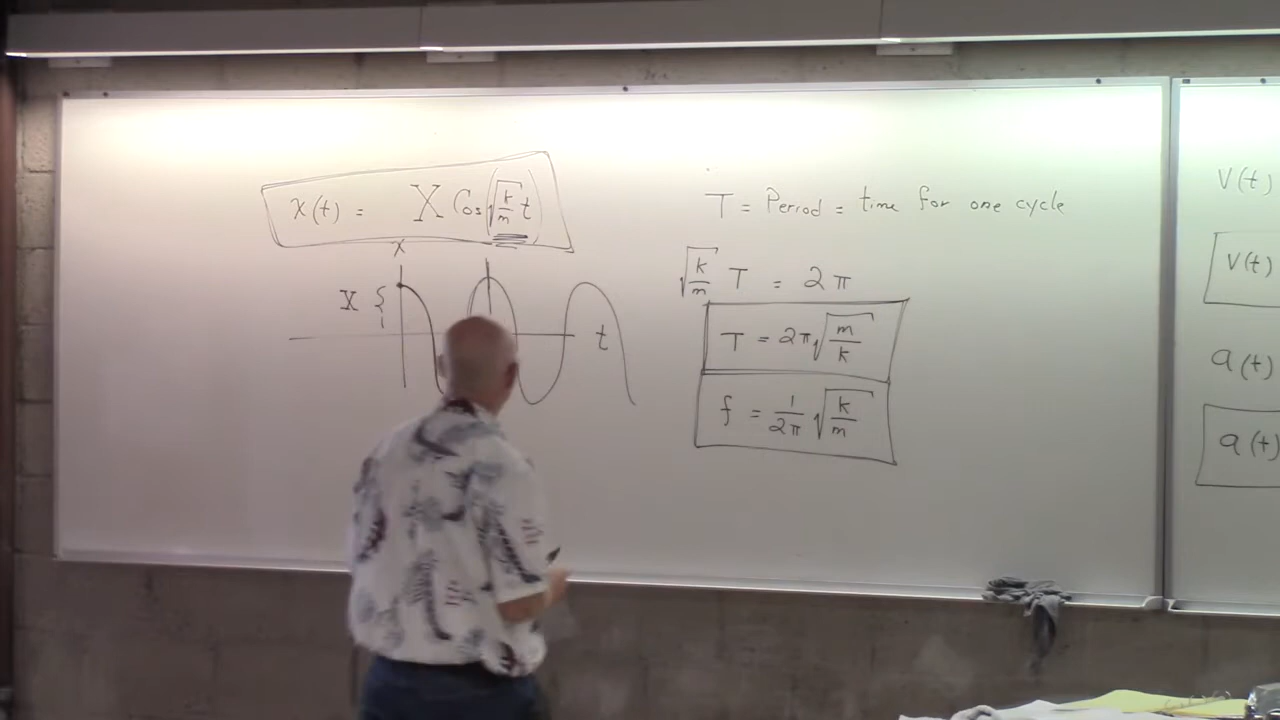 x(t) = X Cos(√(k/m) t)
x
X
t
T = Period = time for one cycle
√(k/m) T = 2π
T = 2π√(m/k)
f = 1/2π √(k/m)
V(t)
V(t)
a(t)
a(t)